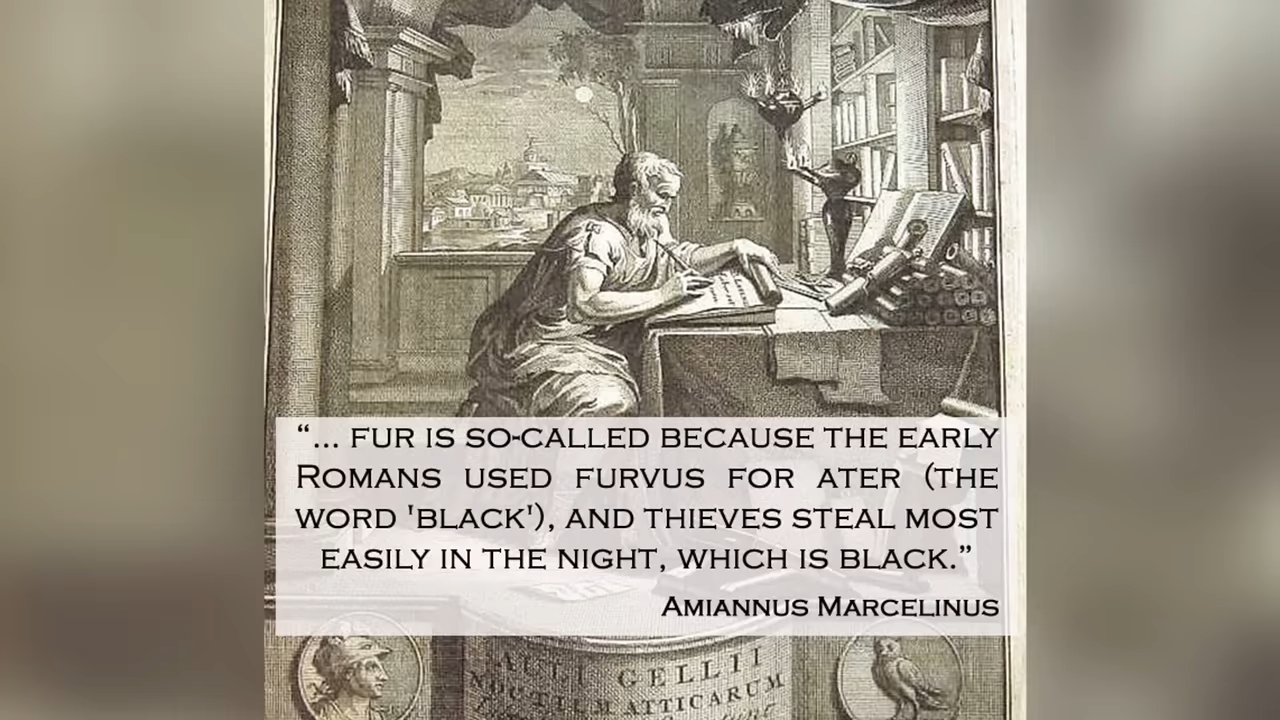 “... FUR IS SO-CALLED BECAUSE THE EARLY
ROMANS USED FURVUS FOR ATER (THE
WORD 'BLACK'), AND THIEVES STEAL MOST
EASILY IN THE NIGHT, WHICH IS BLACK.”
AMIANNUS MARCELINUS
AULI GELLII
NOCTIUM ATTICARUM